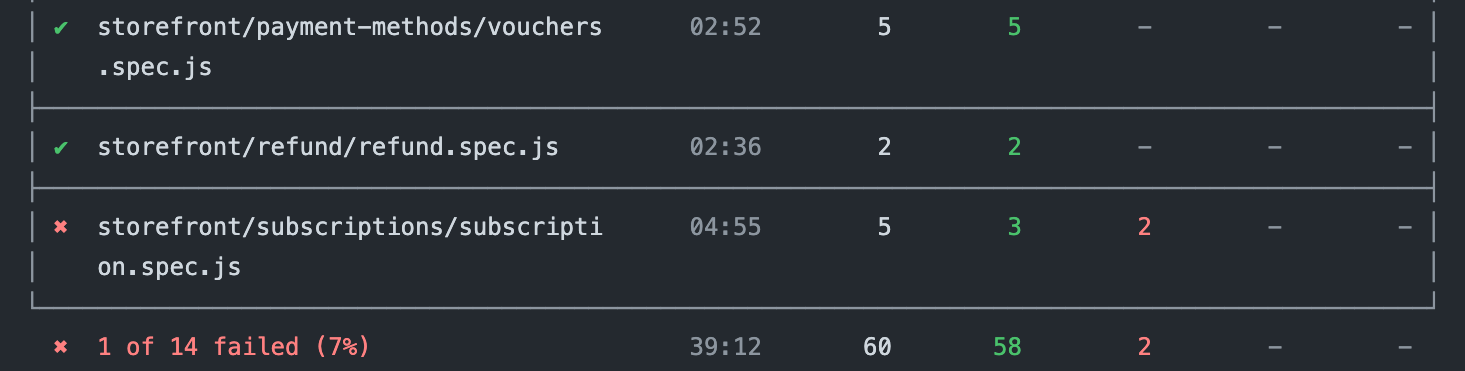 ✔ storefront/payment-methods/vouchers 02:52 5 5 - - -
.spec.js
✔ storefront/refund/refund.spec.js 02:36 2 2 - - -
✖ storefront/subscriptions/subscripti 04:55 5 3 2 - -
on.spec.js
✖ 1 of 14 failed (7%) 39:12 60 58 2 - -